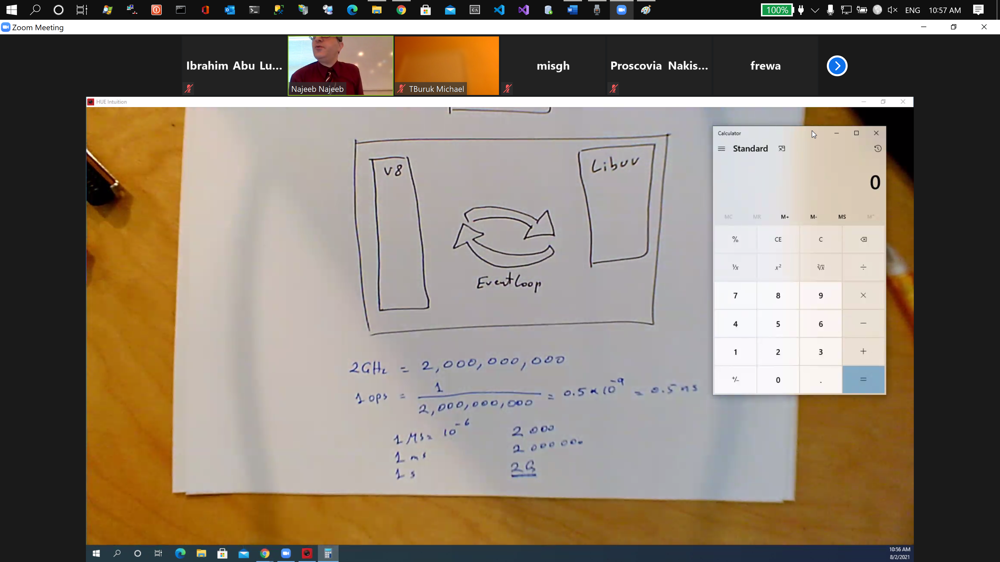 100%
ENG
10:57 AM
Zoom Meeting
Ibrahim Abu Lu...
Najeeb Najeeb
TBuruk Michael
misgh
Proscovia Nakis...
frewa
HUE Intuition
V8
Libuv
EventLoop
2GHz = 2,000,000,000
1 ops = 1 / 2,000,000,000 = 0.5 × 10^-9 = 0.5 ns
1 Ms = 10^-6 2 000
1 ms 2 000 000
1 s 2G
Calculator
Standard
0
MC MR M+ M- MS
% CE C
1/x x² ²√x ÷
7 8 9 ×
4 5 6 −
1 2 3 +
+/− 0 . =
10:56 AM
8/2/2021